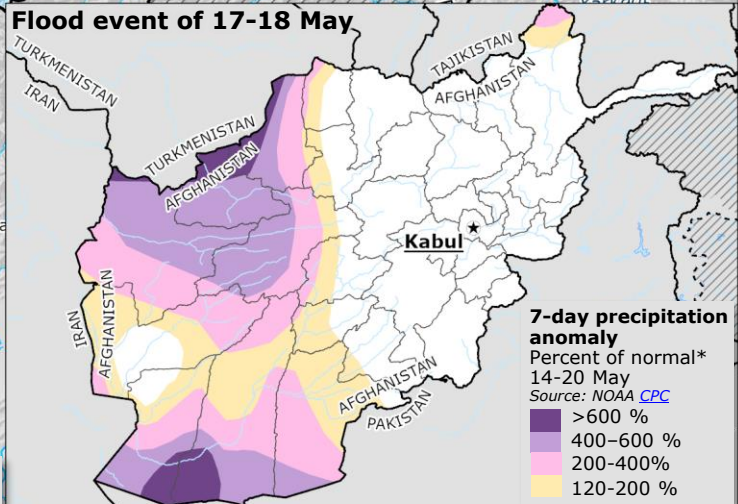 Flood event of 17-18 May
TURKMENISTAN
IRAN
TAJIKISTAN
AFGHANISTAN
TURKMENISTAN
AFGHANISTAN
Kabul
IRAN
AFGHANISTAN
AFGHANISTAN
PAKISTAN
7-day precipitation
anomaly
Percent of normal*
14-20 May
Source: NOAA CPC
>600 %
400–600 %
200-400%
120-200 %